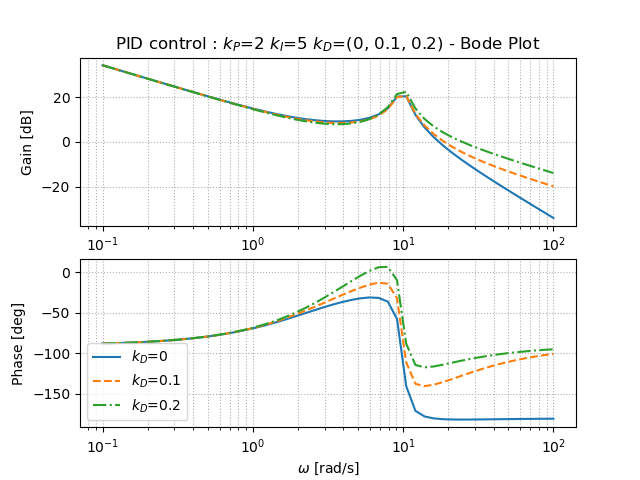 PID control : k_P=2 k_I=5 k_D=(0, 0.1, 0.2) - Bode Plot
Gain [dB]
20
0
−20
10^−1
10^0
10^1
10^2
Phase [deg]
0
−50
−100
−150
k_D=0
k_D=0.1
k_D=0.2
10^−1
10^0
10^1
10^2
ω [rad/s]